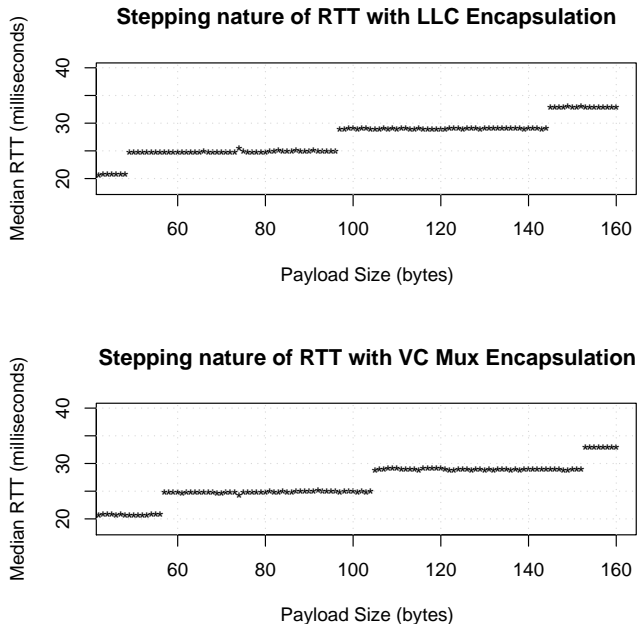 Stepping nature of RTT with LLC Encapsulation
Median RTT (milliseconds)
40
30
20
60 80 100 120 140 160
Payload Size (bytes)
Stepping nature of RTT with VC Mux Encapsulation
Median RTT (milliseconds)
40
30
20
60 80 100 120 140 160
Payload Size (bytes)